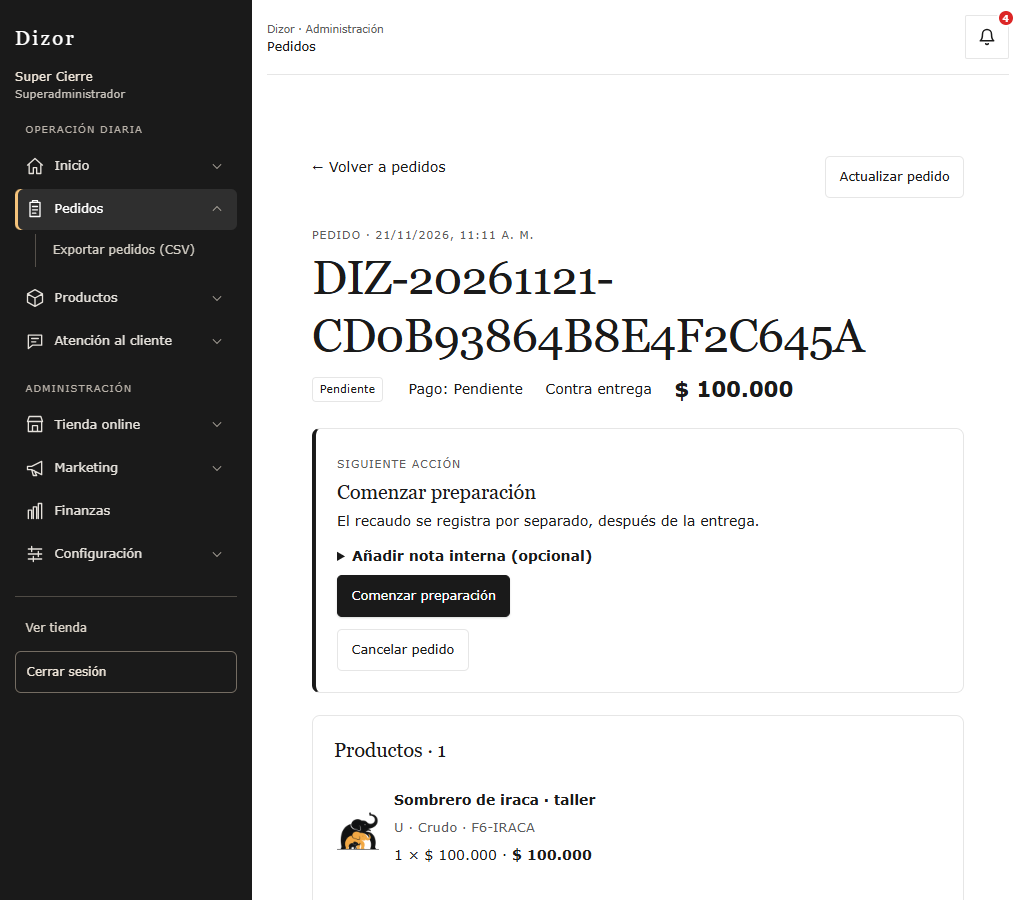 Dizor
Super Cierre
Superadministrador
OPERACIÓN DIARIA
Inicio
Pedidos
Exportar pedidos (CSV)
Productos
Atención al cliente
ADMINISTRACIÓN
Tienda online
Marketing
Finanzas
Configuración
Ver tienda
Cerrar sesión
Dizor · Administración
Pedidos
4
← Volver a pedidos
Actualizar pedido
PEDIDO · 21/11/2026, 11:11 A. M.
DIZ-20261121-
CD0B93864B8E4F2C645A
Pendiente Pago: Pendiente Contra entrega $ 100.000
SIGUIENTE ACCIÓN
Comenzar preparación
El recaudo se registra por separado, después de la entrega.
▶ Añadir nota interna (opcional)
Comenzar preparación
Cancelar pedido
Productos · 1
Sombrero de iraca · taller
U · Crudo · F6-IRACA
1 × $ 100.000 · $ 100.000